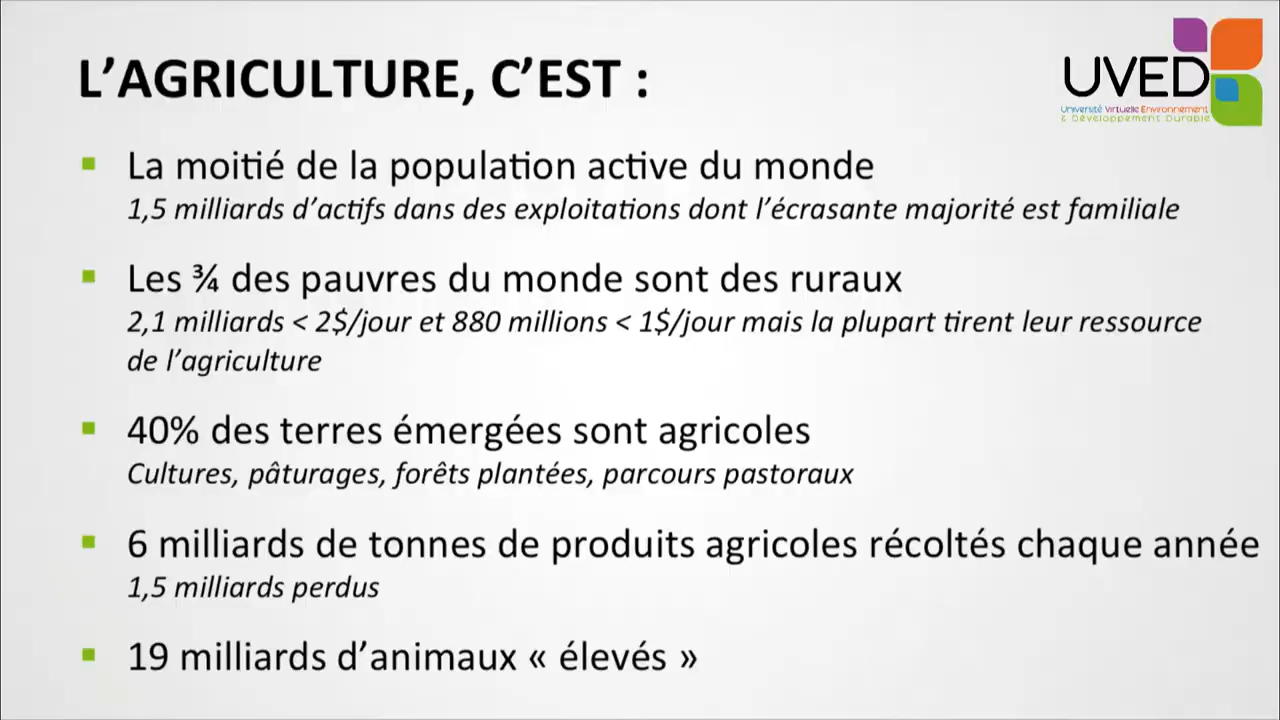 L’AGRICULTURE, C’EST :
UVED
Université Virtuelle Environnement
& Développement Durable
La moitié de la population active du monde
1,5 milliards d’actifs dans des exploitations dont l’écrasante majorité est familiale
Les ¾ des pauvres du monde sont des ruraux
2,1 milliards < 2$/jour et 880 millions < 1$/jour mais la plupart tirent leur ressource
de l’agriculture
40% des terres émergées sont agricoles
Cultures, pâturages, forêts plantées, parcours pastoraux
6 milliards de tonnes de produits agricoles récoltés chaque année
1,5 milliards perdus
19 milliards d’animaux « élevés »